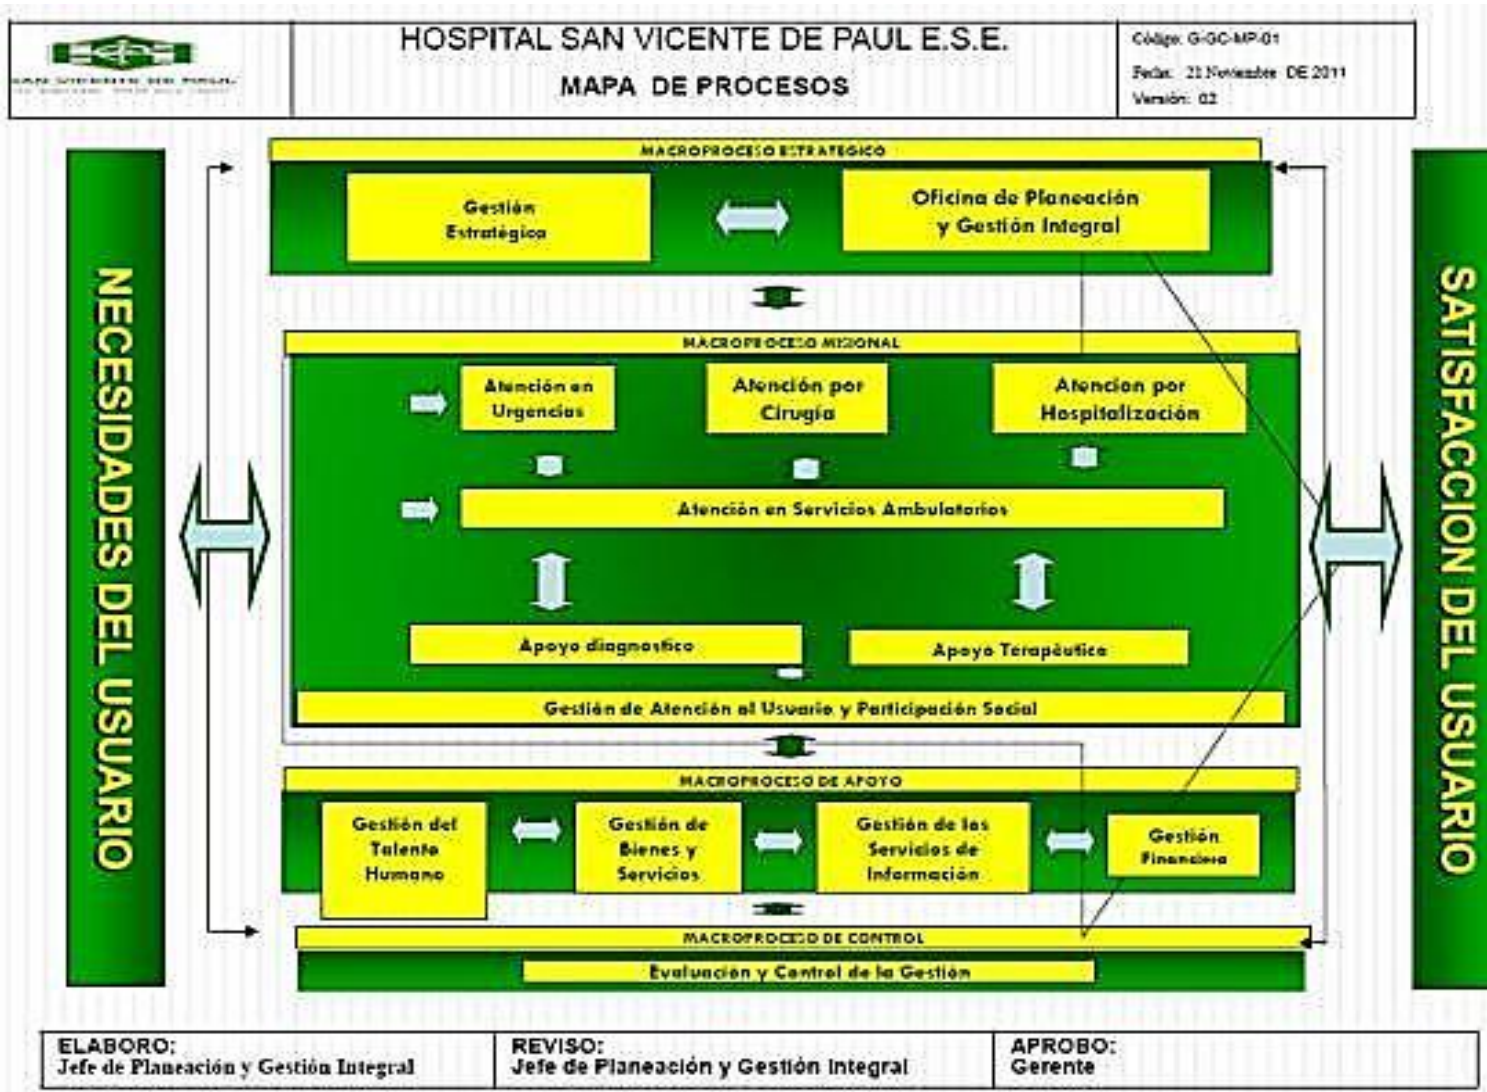 SAN VICENTE DE PAUL
HOSPITAL SAN VICENTE DE PAUL E.S.E.
MAPA DE PROCESOS
Código: G-GC-MP-01
Fecha: 21 Noviembre DE 2011
Versión: 02
NECESIDADES DEL USUARIO
MACROPROCESO ESTRATEGICO
Gestión
Estratégica
Oficina de Planeación
y Gestión Integral
MACROPROCESO MISIONAL
Atención en
Urgencias
Atención por
Cirugía
Atencion por
Hospitalización
Atención en Servicios Ambulatorios
Apoyo diagnostico
Apoyo Terapéutico
Gestión de Atención al Usuario y Participación Social
MACROPROCESO DE APOYO
Gestión del
Talento
Humano
Gestión de
Bienes y
Servicios
Gestión de los
Servicios de
Información
Gestión
Financiera
MACROPROCESO DE CONTROL
Evaluación y Control de la Gestión
SATISFACCION DEL USUARIO
ELABORO:
Jefe de Planeación y Gestión Integral
REVISO:
Jefe de Planeación y Gestión Integral
APROBO:
Gerente